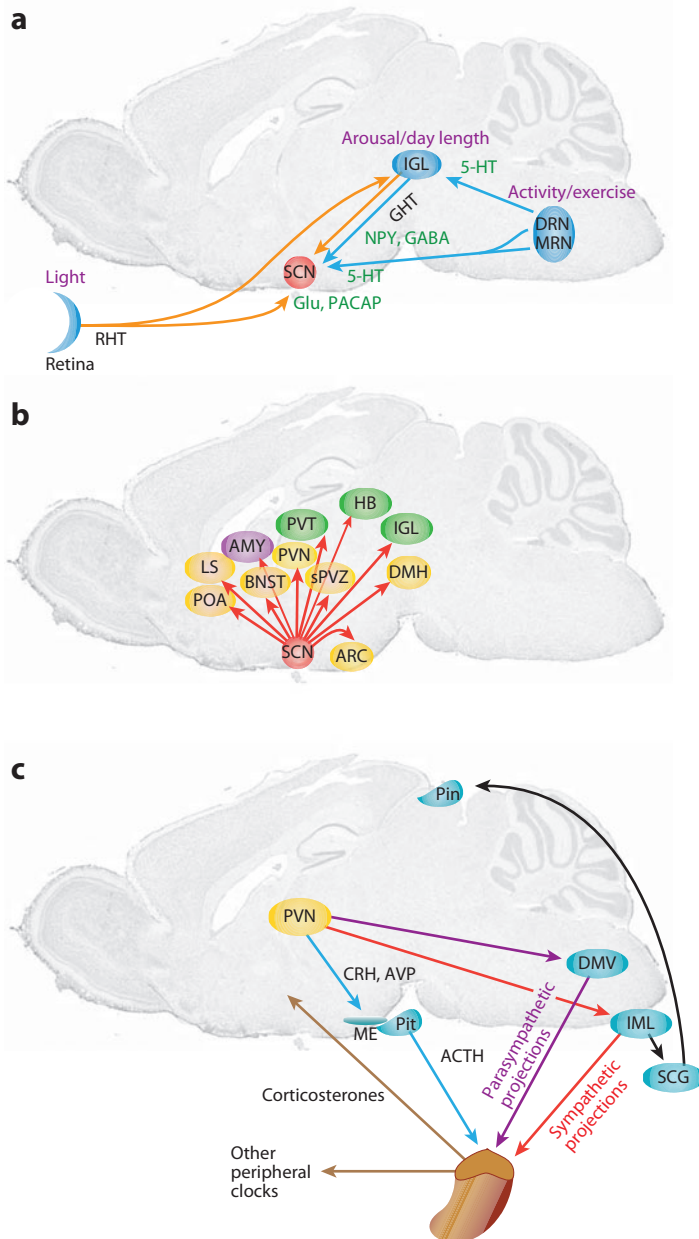 a
Arousal/day length
IGL
5-HT
Activity/exercise
GHT
DRN
MRN
NPY, GABA
SCN
5-HT
Light
Glu, PACAP
RHT
Retina
b
HB
PVT
IGL
AMY
PVN
LS
BNST
sPVZ
DMH
POA
SCN
ARC
c
Pin
PVN
DMV
CRH, AVP
ME
Pit
IML
ACTH
SCG
Parasympathetic
projections
Sympathetic
projections
Corticosterones
Other
peripheral
clocks